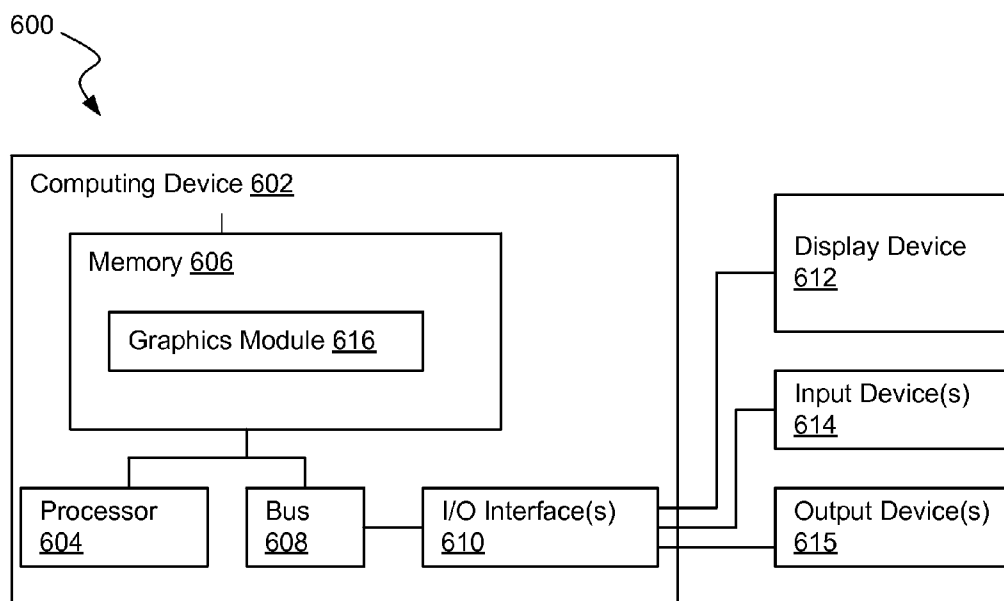 600
Computing Device 602
Memory 606
Graphics Module 616
Processor
604
Bus
608
I/O Interface(s)
610
Display Device
612
Input Device(s)
614
Output Device(s)
615